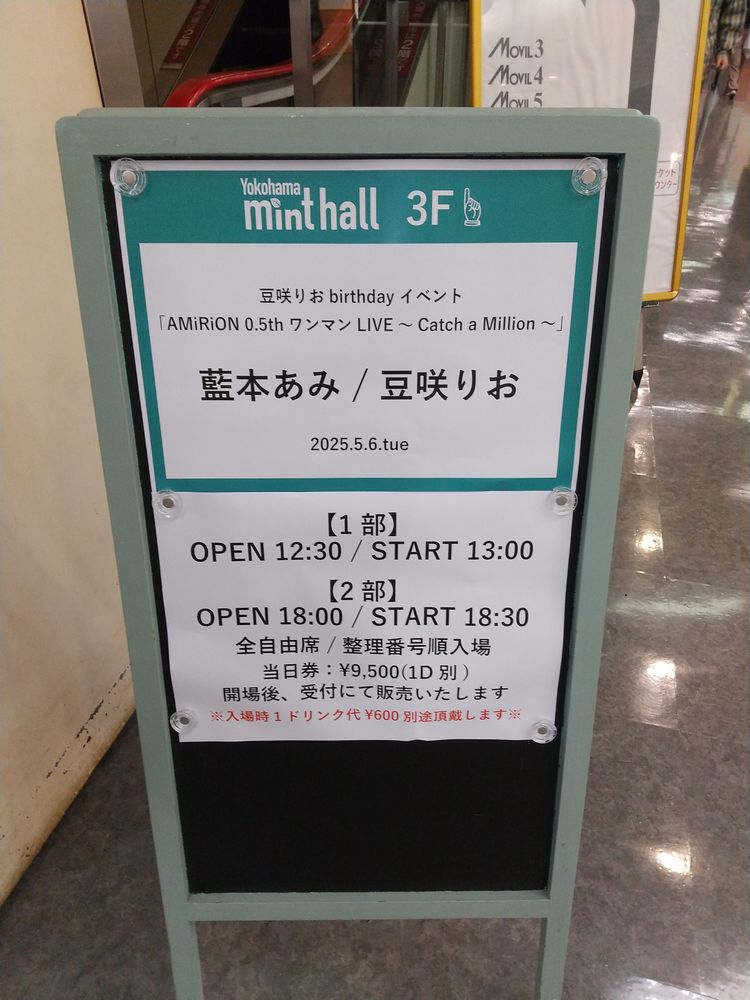 MOVIL 3
MOVIL 4
MOVIL 5
Yokohama
mint hall 3F
豆咲りお birthday イベント
「AMiRiON 0.5th ワンマン LIVE ～ Catch a Million ～」
藍本あみ / 豆咲りお
2025.5.6.tue
【1 部】
OPEN 12:30 / START 13:00
【2 部】
OPEN 18:00 / START 18:30
全自由席 / 整理番号順入場
当日券：¥9,500(1D 別 )
開場後、受付にて販売いたします
※入場時 1 ドリンク代 ¥600 別途頂戴します※